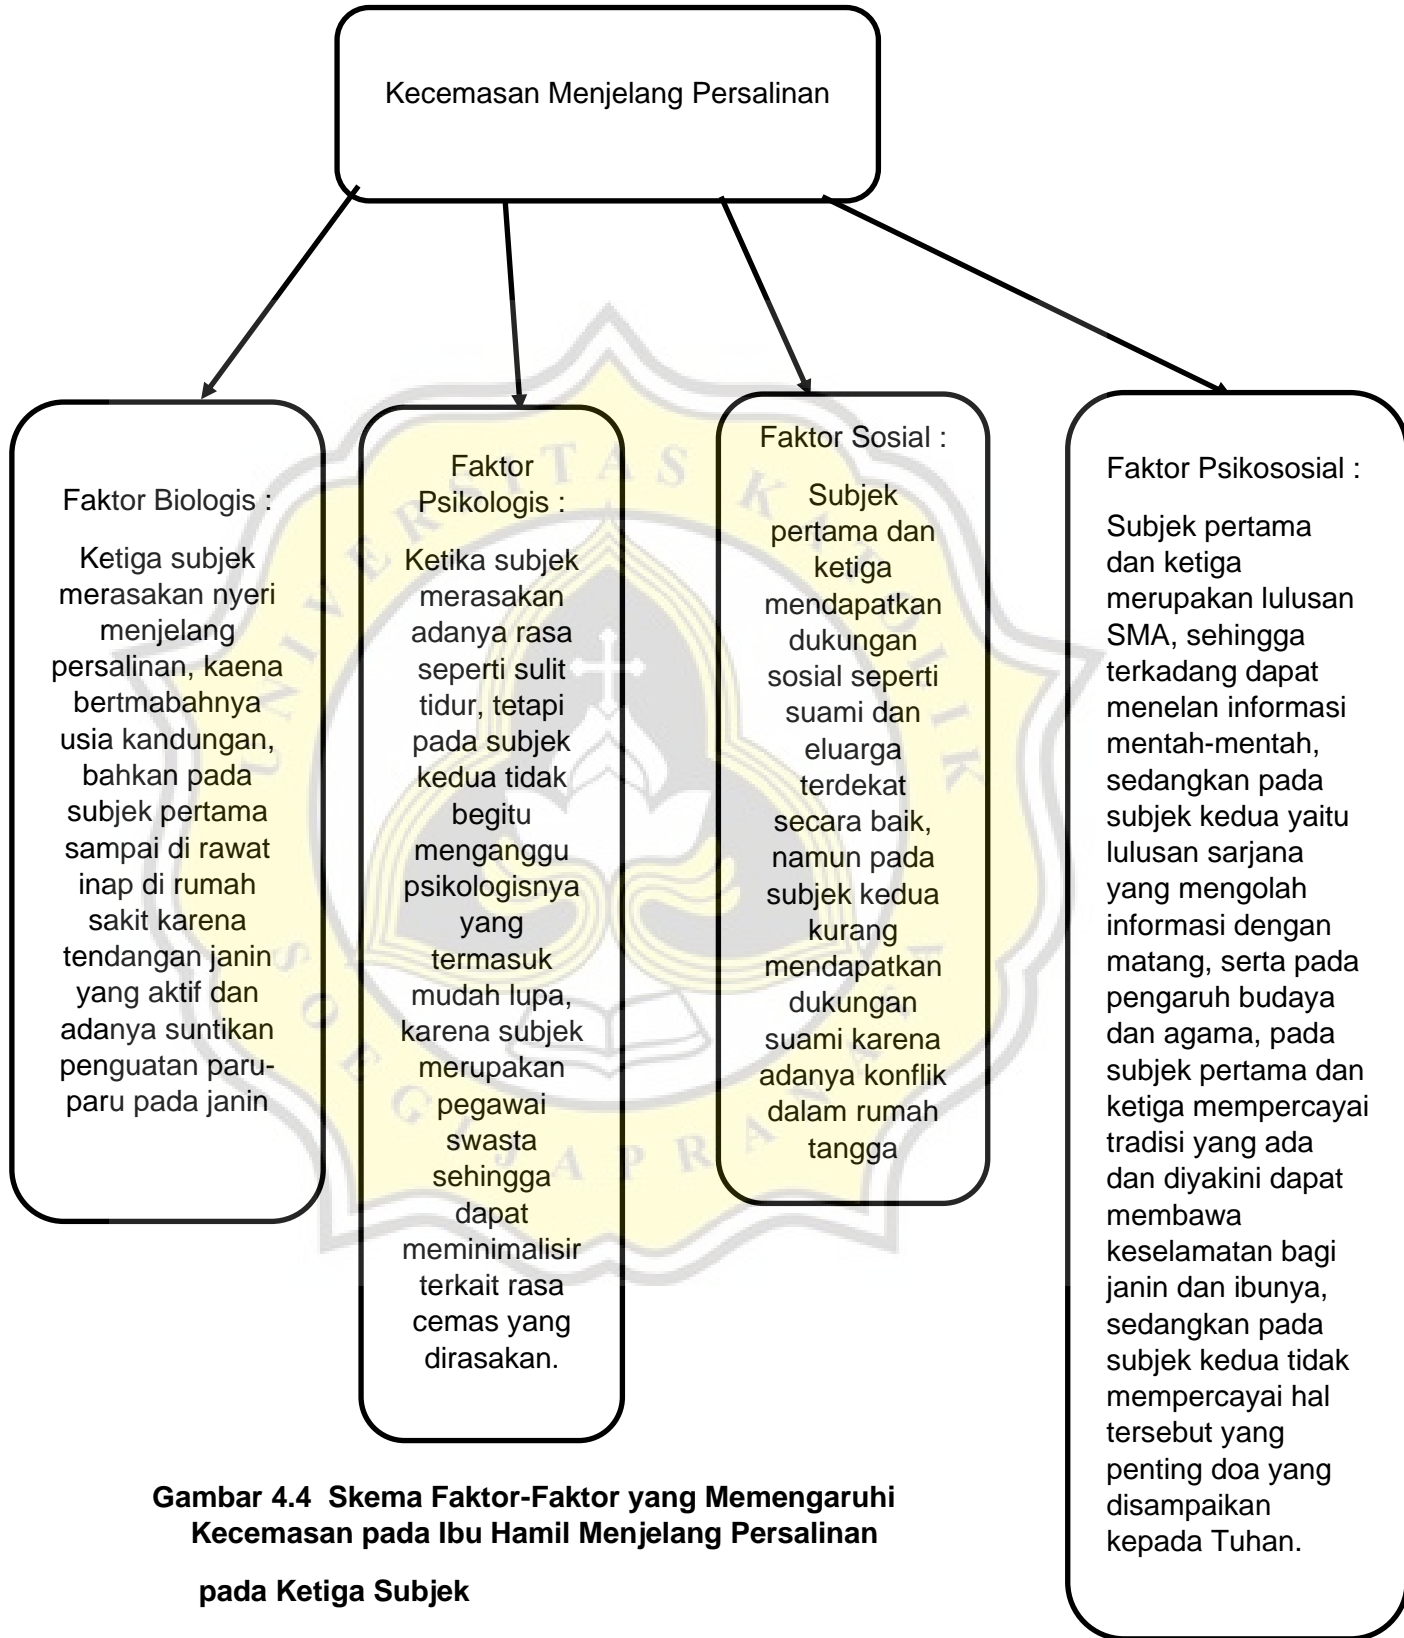 Kecemasan Menjelang Persalinan
Faktor Biologis :
Ketiga subjek
merasakan nyeri
menjelang
persalinan, kaena
bertmabahnya
usia kandungan,
bahkan pada
subjek pertama
sampai di rawat
inap di rumah
sakit karena
tendangan janin
yang aktif dan
adanya suntikan
penguatan paru-
paru pada janin
Faktor
Psikologis :
Ketika subjek
merasakan
adanya rasa
seperti sulit
tidur, tetapi
pada subjek
kedua tidak
begitu
menganggu
psikologisnya
yang
termasuk
mudah lupa,
karena subjek
merupakan
pegawai
swasta
sehingga
dapat
meminimalisir
terkait rasa
cemas yang
dirasakan.
Faktor Sosial :
Subjek
pertama dan
ketiga
mendapatkan
dukungan
sosial seperti
suami dan
eluarga
terdekat
secara baik,
namun pada
subjek kedua
kurang
mendapatkan
dukungan
suami karena
adanya konflik
dalam rumah
tangga
Faktor Psikososial :
Subjek pertama
dan ketiga
merupakan lulusan
SMA, sehingga
terkadang dapat
menelan informasi
mentah-mentah,
sedangkan pada
subjek kedua yaitu
lulusan sarjana
yang mengolah
informasi dengan
matang, serta pada
pengaruh budaya
dan agama, pada
subjek pertama dan
ketiga mempercayai
tradisi yang ada
dan diyakini dapat
membawa
keselamatan bagi
janin dan ibunya,
sedangkan pada
subjek kedua tidak
mempercayai hal
tersebut yang
penting doa yang
disampaikan
kepada Tuhan.
Gambar 4.4 Skema Faktor-Faktor yang Memengaruhi
Kecemasan pada Ibu Hamil Menjelang Persalinan
pada Ketiga Subjek
UNIVERSITAS KATOLIK
SOEGIJAPRANATA